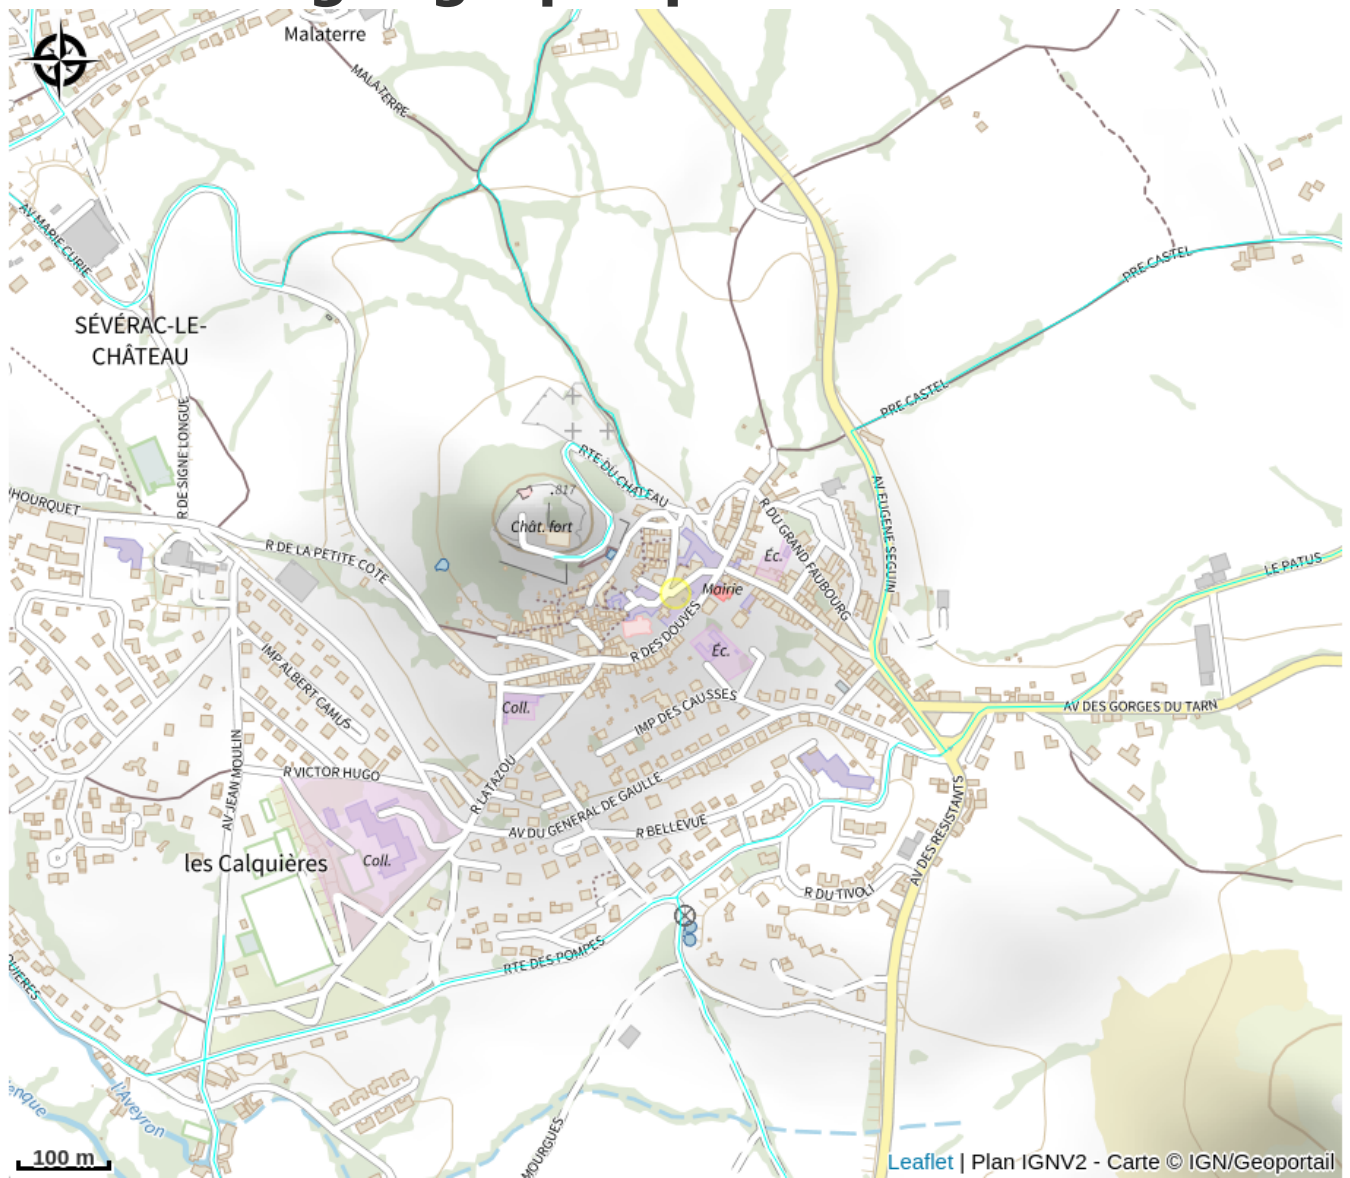 Malaterre
MALATERRE
AV MARIE CURIE
PRE CASTEL
SÉVÉRAC-LE-
CHÂTEAU
PRE CASTEL
R DE SIGNE LONGUE
RTE DU CHATEAU
817
Chât. fort
AV EUGENE SEGUIN
R DU GRAND FAUBOURG
HOURQUET
R DE LA PETITE COTE
Éc.
LE PATUS
Mairie
R DES DOUVES
Éc.
IMP ALBERT CAMUS
Coll.
IMP DES CAUSSES
AV DES GORGES DU TARN
AV JEAN MOULIN
R VICTOR HUGO
R LATAZOU
AV DU GENERAL DE GAULLE
R BELLEVUE
AV DES RESISTANTS
les Calquières
Coll.
R DU TIVOLI
RTE DES POMPES
QUIERES
l'Aveyron
enque
MOURGUES
100 m
Leaflet | Plan IGNV2 - Carte © IGN/Geoportail